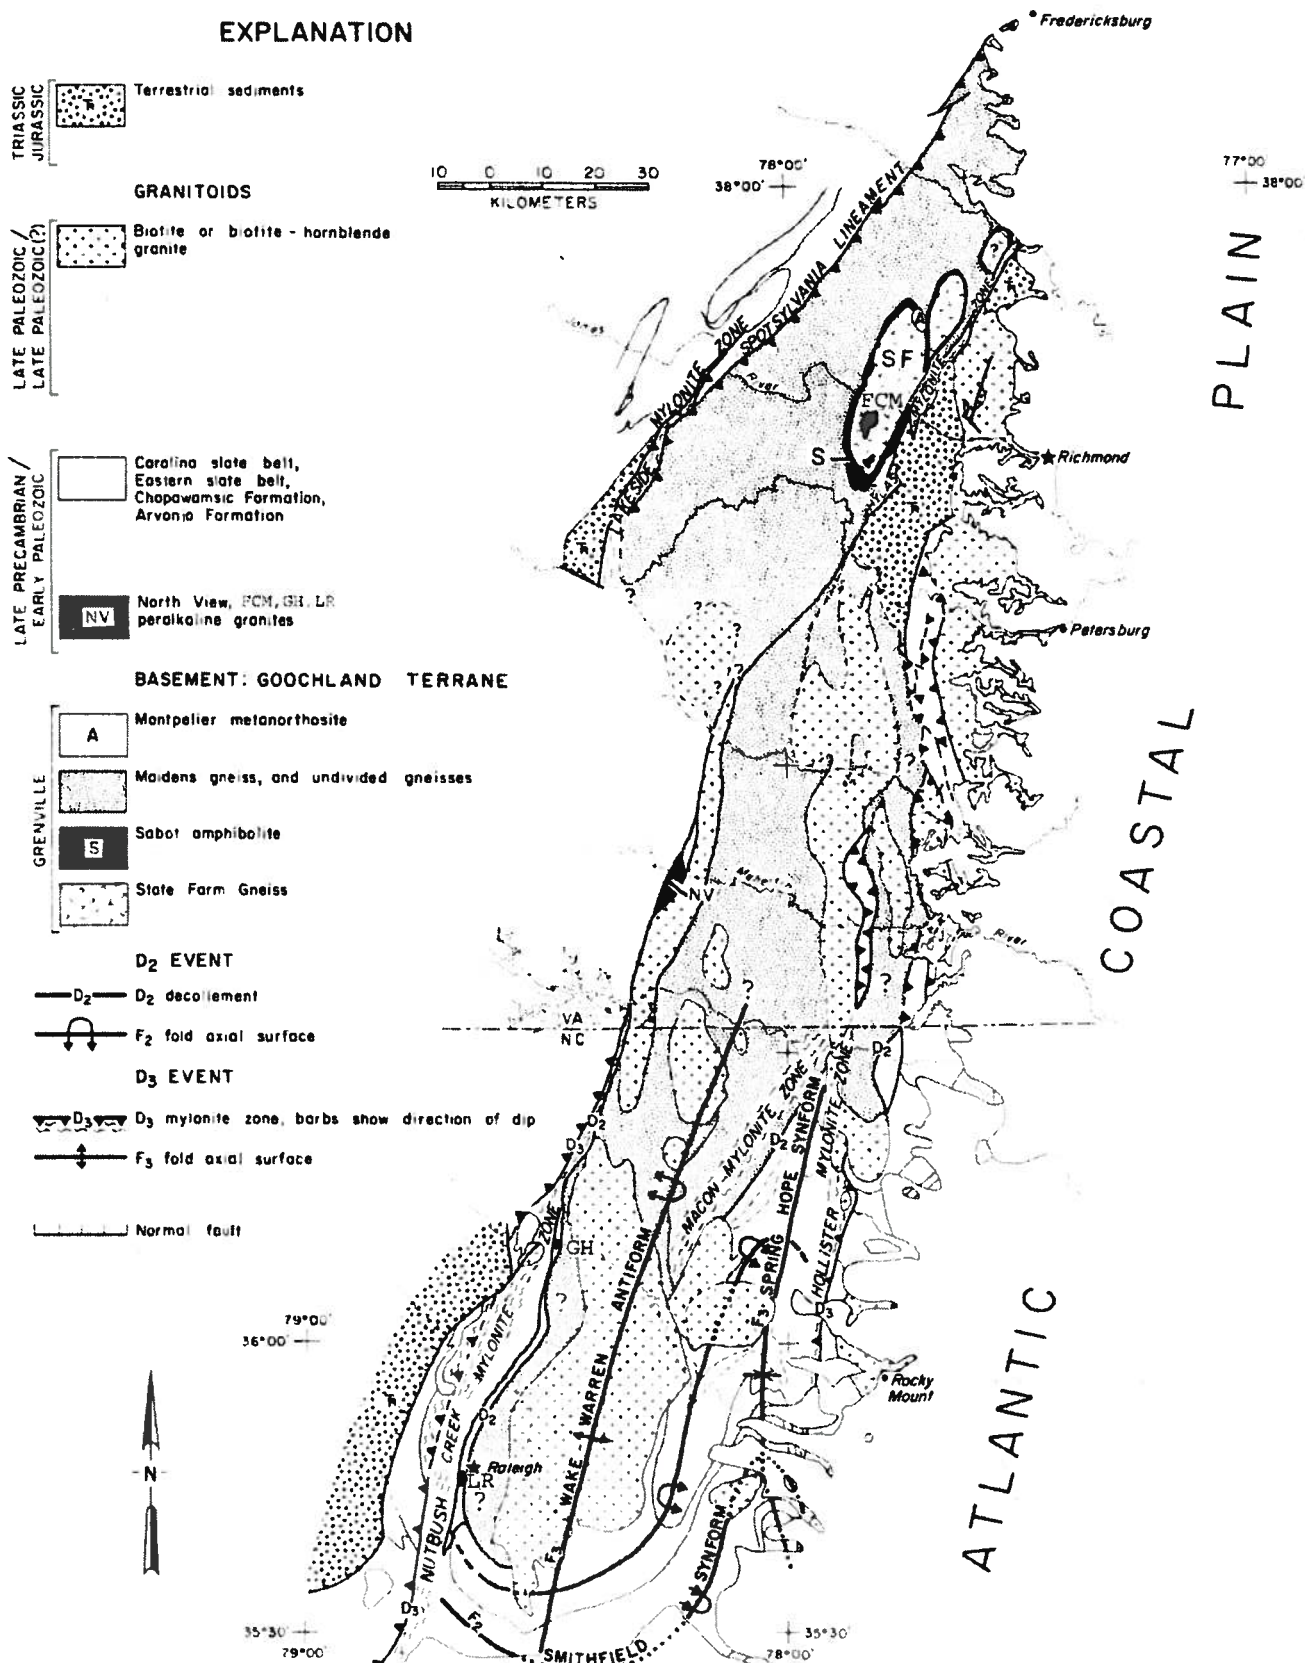 EXPLANATION
TRIASSIC
JURASSIC
Terrestrial sediments
GRANITOIDS
LATE PALEOZOIC /
LATE PALEOZOIC(?)
Biotite or biotite - hornblende
granite
LATE PRECAMBRIAN /
EARLY PALEOZOIC
Carolina slate belt,
Eastern slate belt,
Chopawamsic Formation,
Arvonia Formation
NV
North View, FCM, GH, LR
peralkaline granites
BASEMENT: GOOCHLAND TERRANE
GRENVILLE
A
Montpelier metanorthosite
Maidens gneiss, and undivided gneisses
S
Sabot amphibolite
State Farm Gneiss
D2 EVENT
D2
D2 decollement
F2 fold axial surface
D3 EVENT
D3
D3 mylonite zone, barbs show direction of dip
F3 fold axial surface
Normal fault
N
10 0 10 20 30
KILOMETERS
Fredericksburg
78°00'
38°00'
77°00'
38°00'
SPOTSYLVANIA LINEAMENT
LAKESIDE MYLONITE ZONE
James
River
?
A
SF
FCM
S
MYLONITE ZONE
Richmond
Petersburg
?
???
?
??
?
?
NV
Meherrin
River
?
?
VA
NC
D2
D2
D3
D2
MACON MYLONITE ZONE
HOLLISTER MYLONITE ZONE
D3
F3 SPRING HOPE SYNFORM
F3 WAKE - WARREN ANTIFORM
NUTBUSH CREEK MYLONITE ZONE
GH
?
D2
Raleigh
LR
?
D3
F2
SMITHFIELD SYNFORM
Rocky
Mount
79°00'
36°00'
35°30'
79°00'
35°30'
78°00'
ATLANTIC COASTAL PLAIN